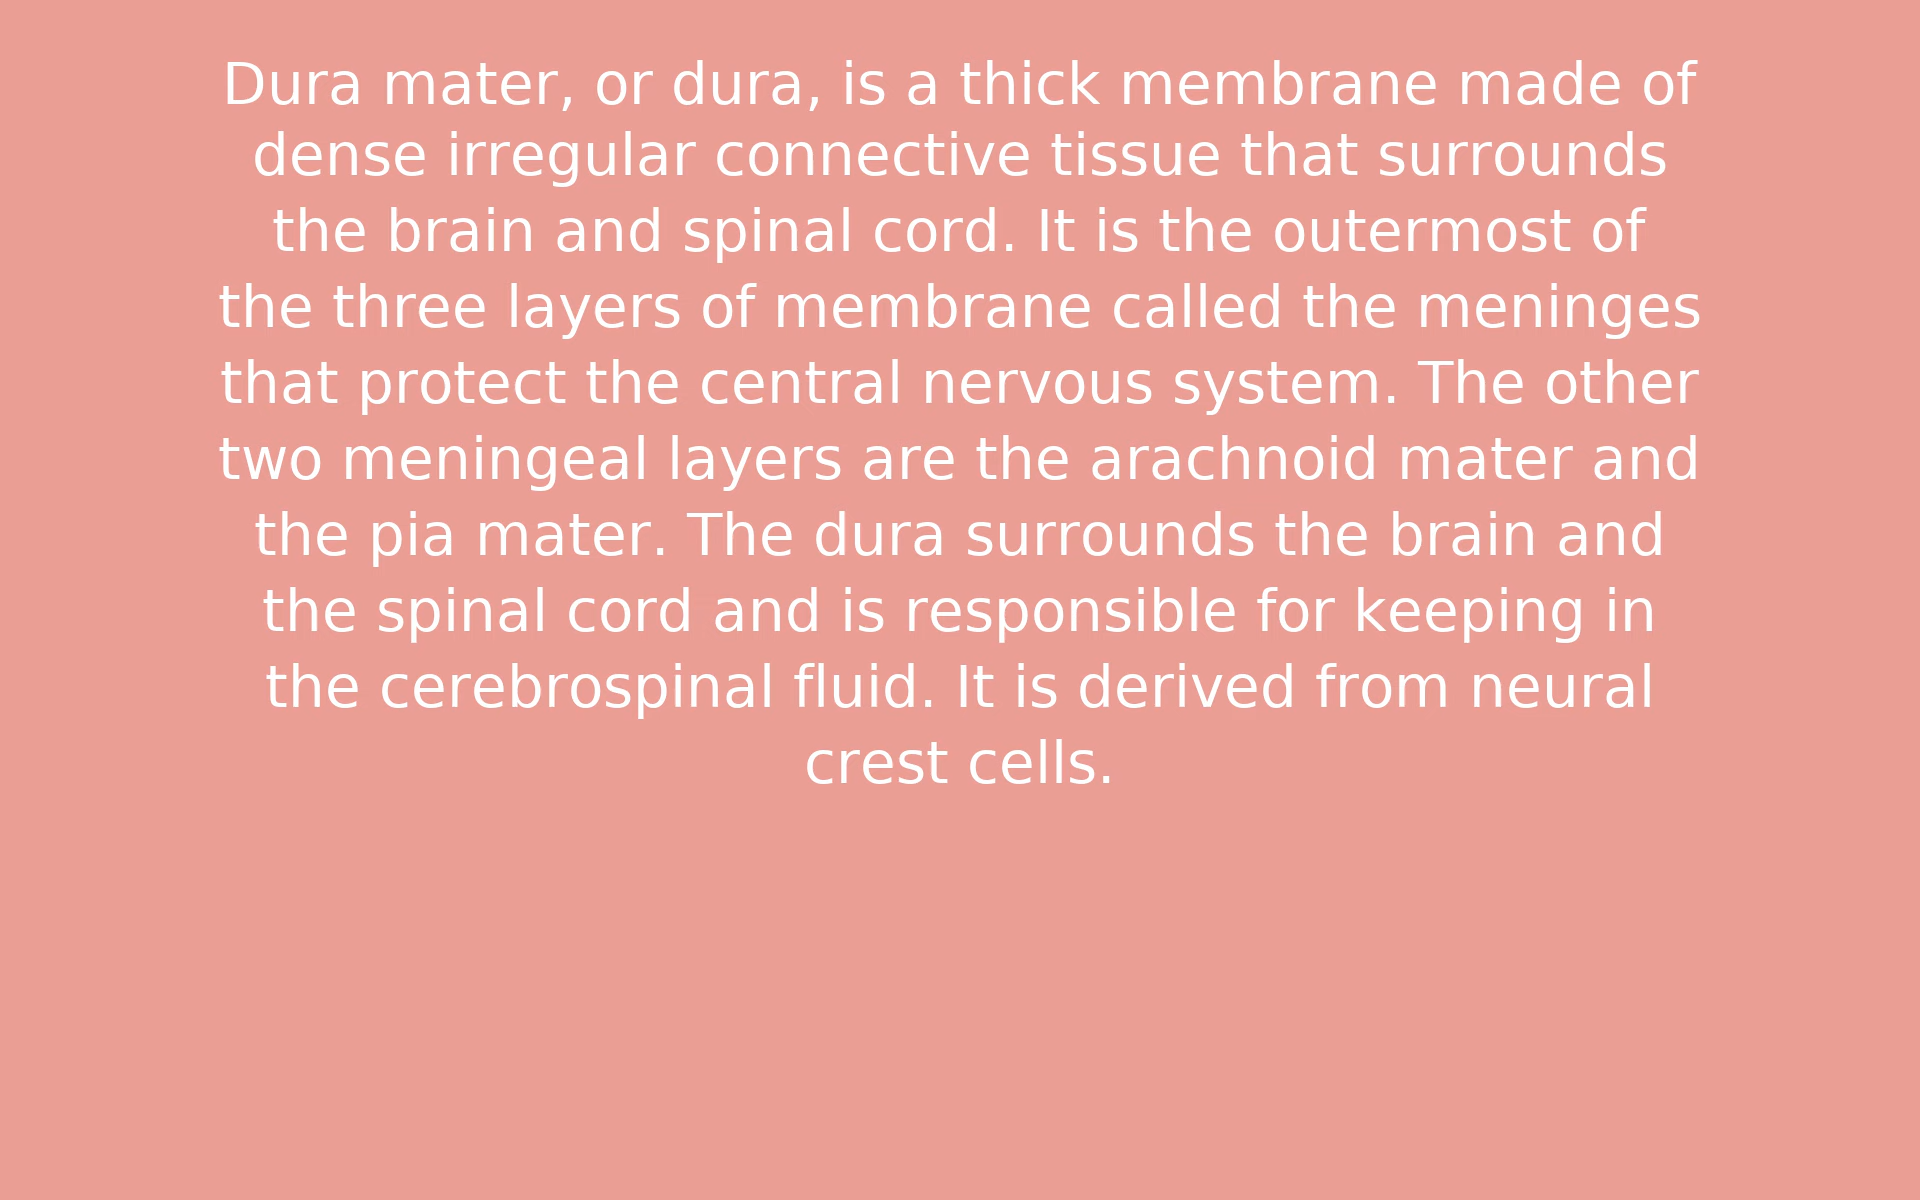 Dura mater, or dura, is a thick membrane made of
dense irregular connective tissue that surrounds
the brain and spinal cord. It is the outermost of
the three layers of membrane called the meninges
that protect the central nervous system. The other
two meningeal layers are the arachnoid mater and
the pia mater. The dura surrounds the brain and
the spinal cord and is responsible for keeping in
the cerebrospinal fluid. It is derived from neural
crest cells.